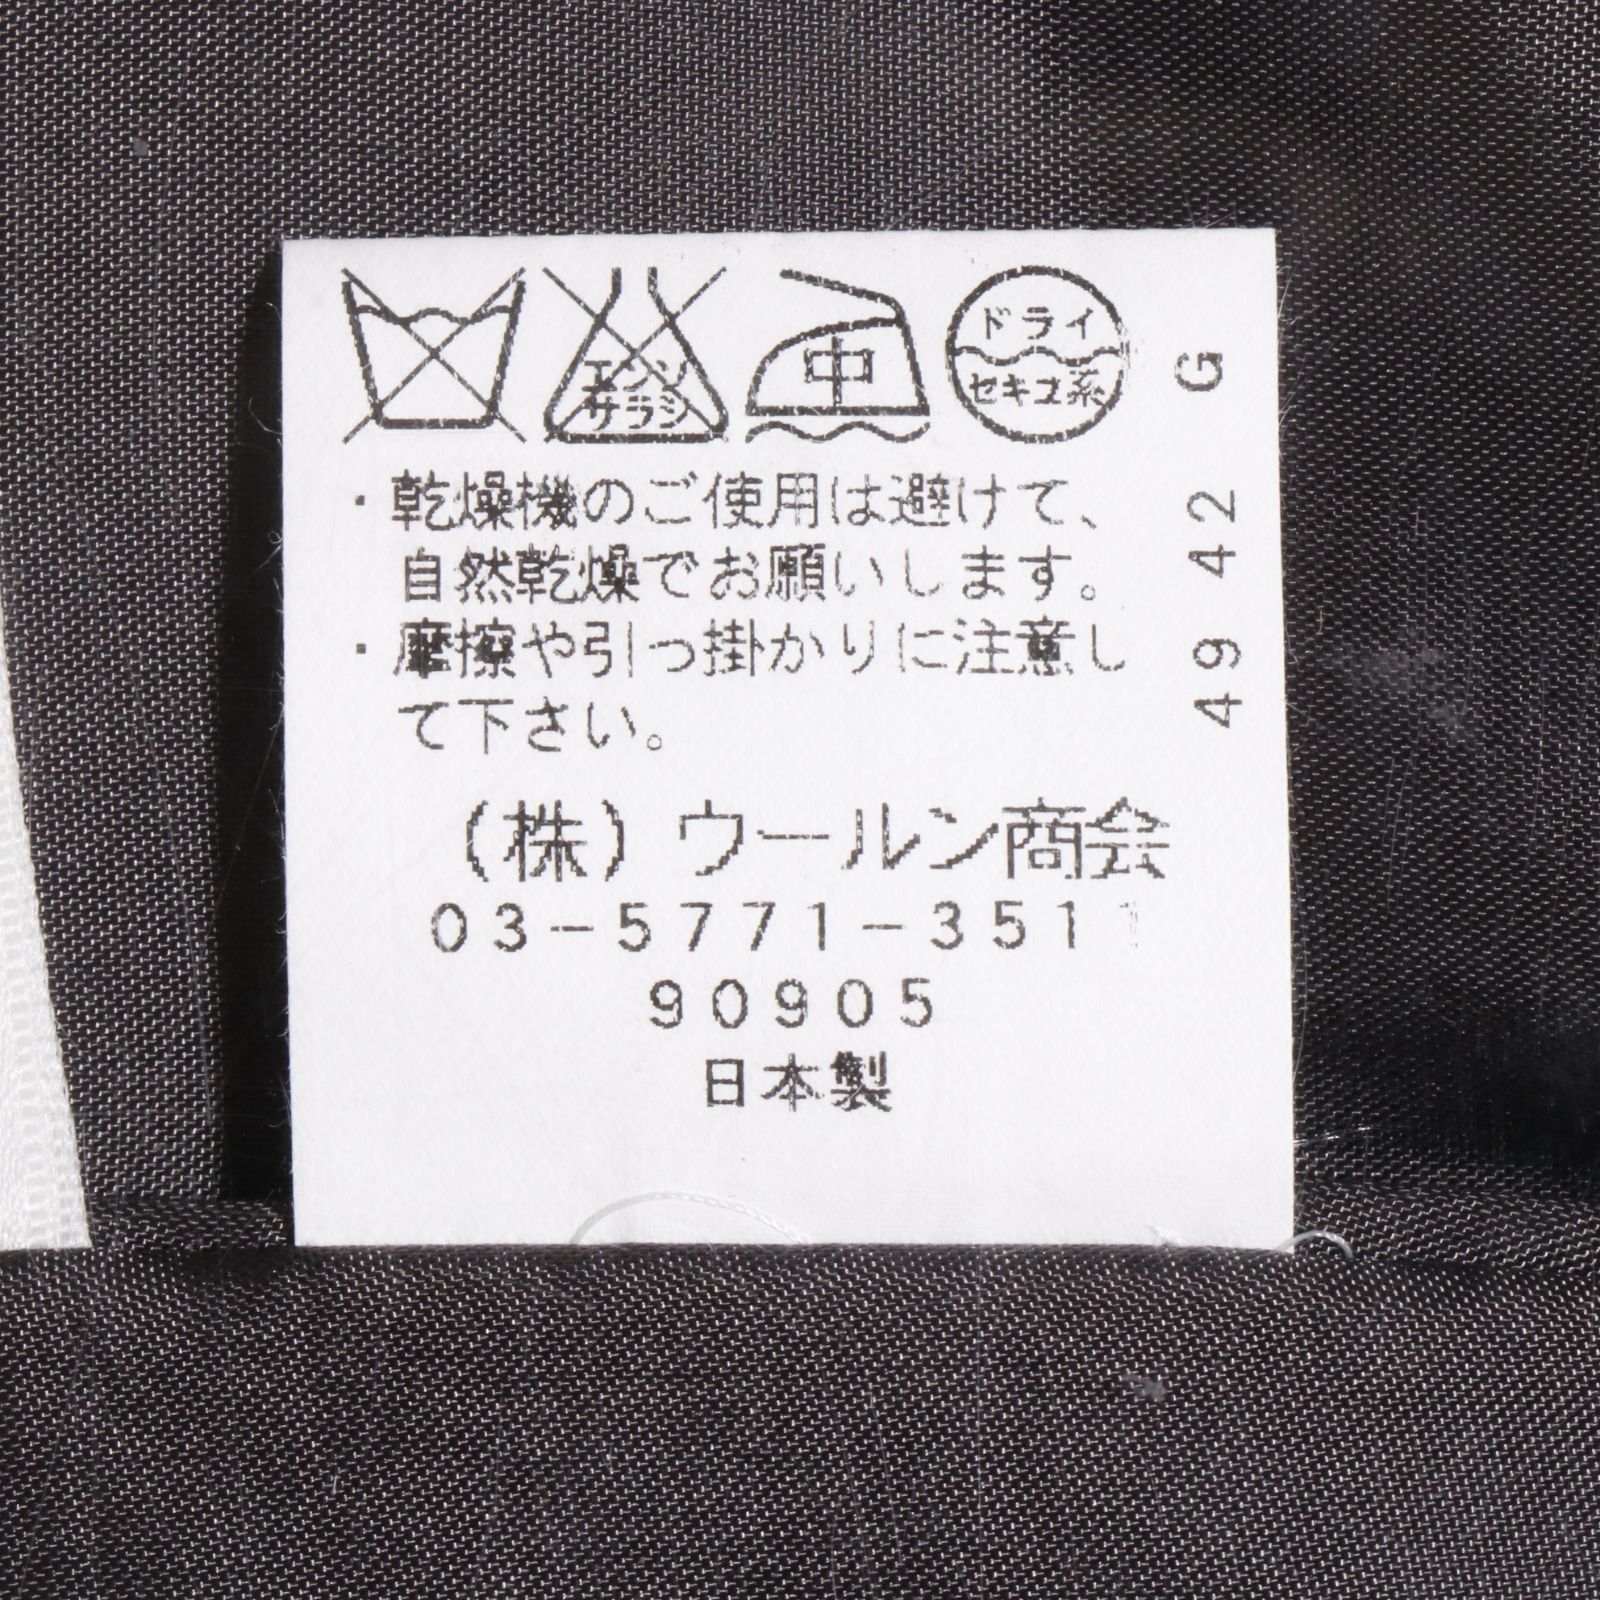 エンソ
サラシ
中
ドライ
セキユ系
・乾燥機のご使用は避けて、
自然乾燥でお願いします。
・摩擦や引っ掛かりに注意し
て下さい。
(株)ウールン商会
03-5771-3511
90905
日本製
4942 G